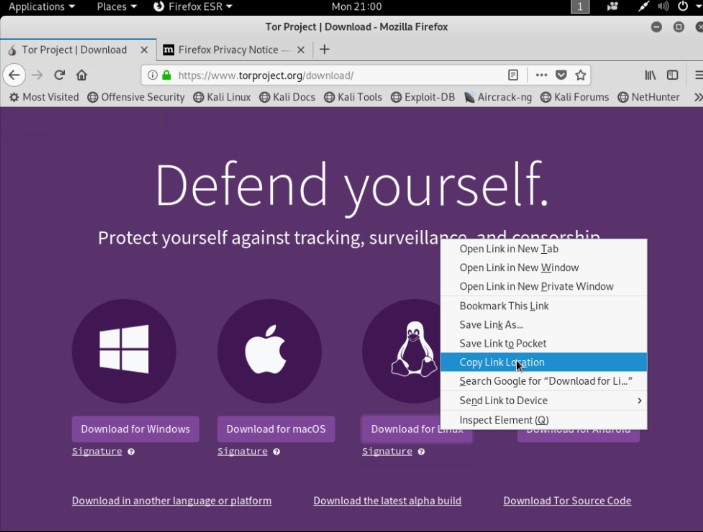 Applications Places Firefox ESR Mon 21:00 1
Tor Project | Download - Mozilla Firefox
Tor Project | Download Firefox Privacy Notice —
https://www.torproject.org/download/
Most Visited Offensive Security Kali Linux Kali Docs Kali Tools Exploit-DB Aircrack-ng Kali Forums NetHunter
Defend yourself.
Protect yourself against tracking, surveillance, and censorship.
Open Link in New Tab
Open Link in New Window
Open Link in New Private Window
Bookmark This Link
Save Link As...
Save Link to Pocket
Copy Link Location
Search Google for “Download for Li...”
Send Link to Device
Inspect Element (Q)
Download for Windows Download for macOS Download for Linux Download for Android
Signature Signature Signature
Download in another language or platform Download the latest alpha build Download Tor Source Code